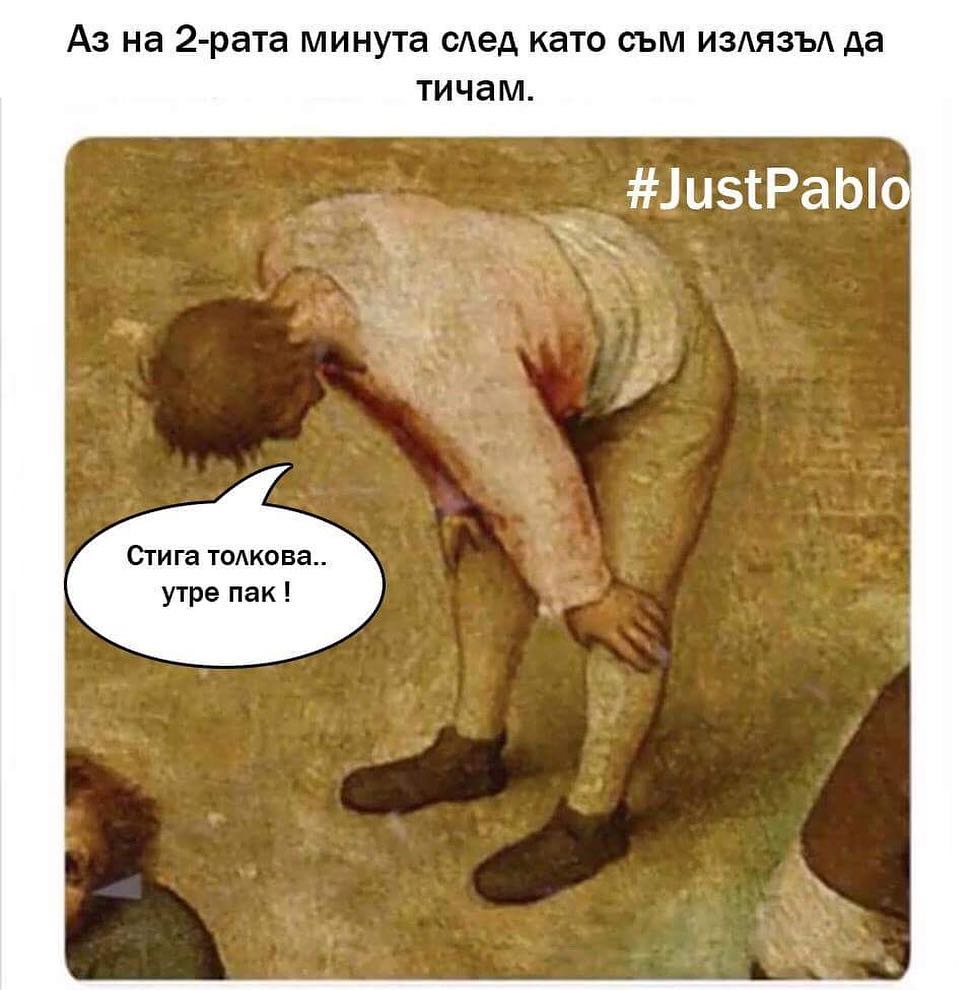 Аз на 2-рата минута след като съм излязъл да
тичам.
#JustPablo
Стига толкова..
утре пак !